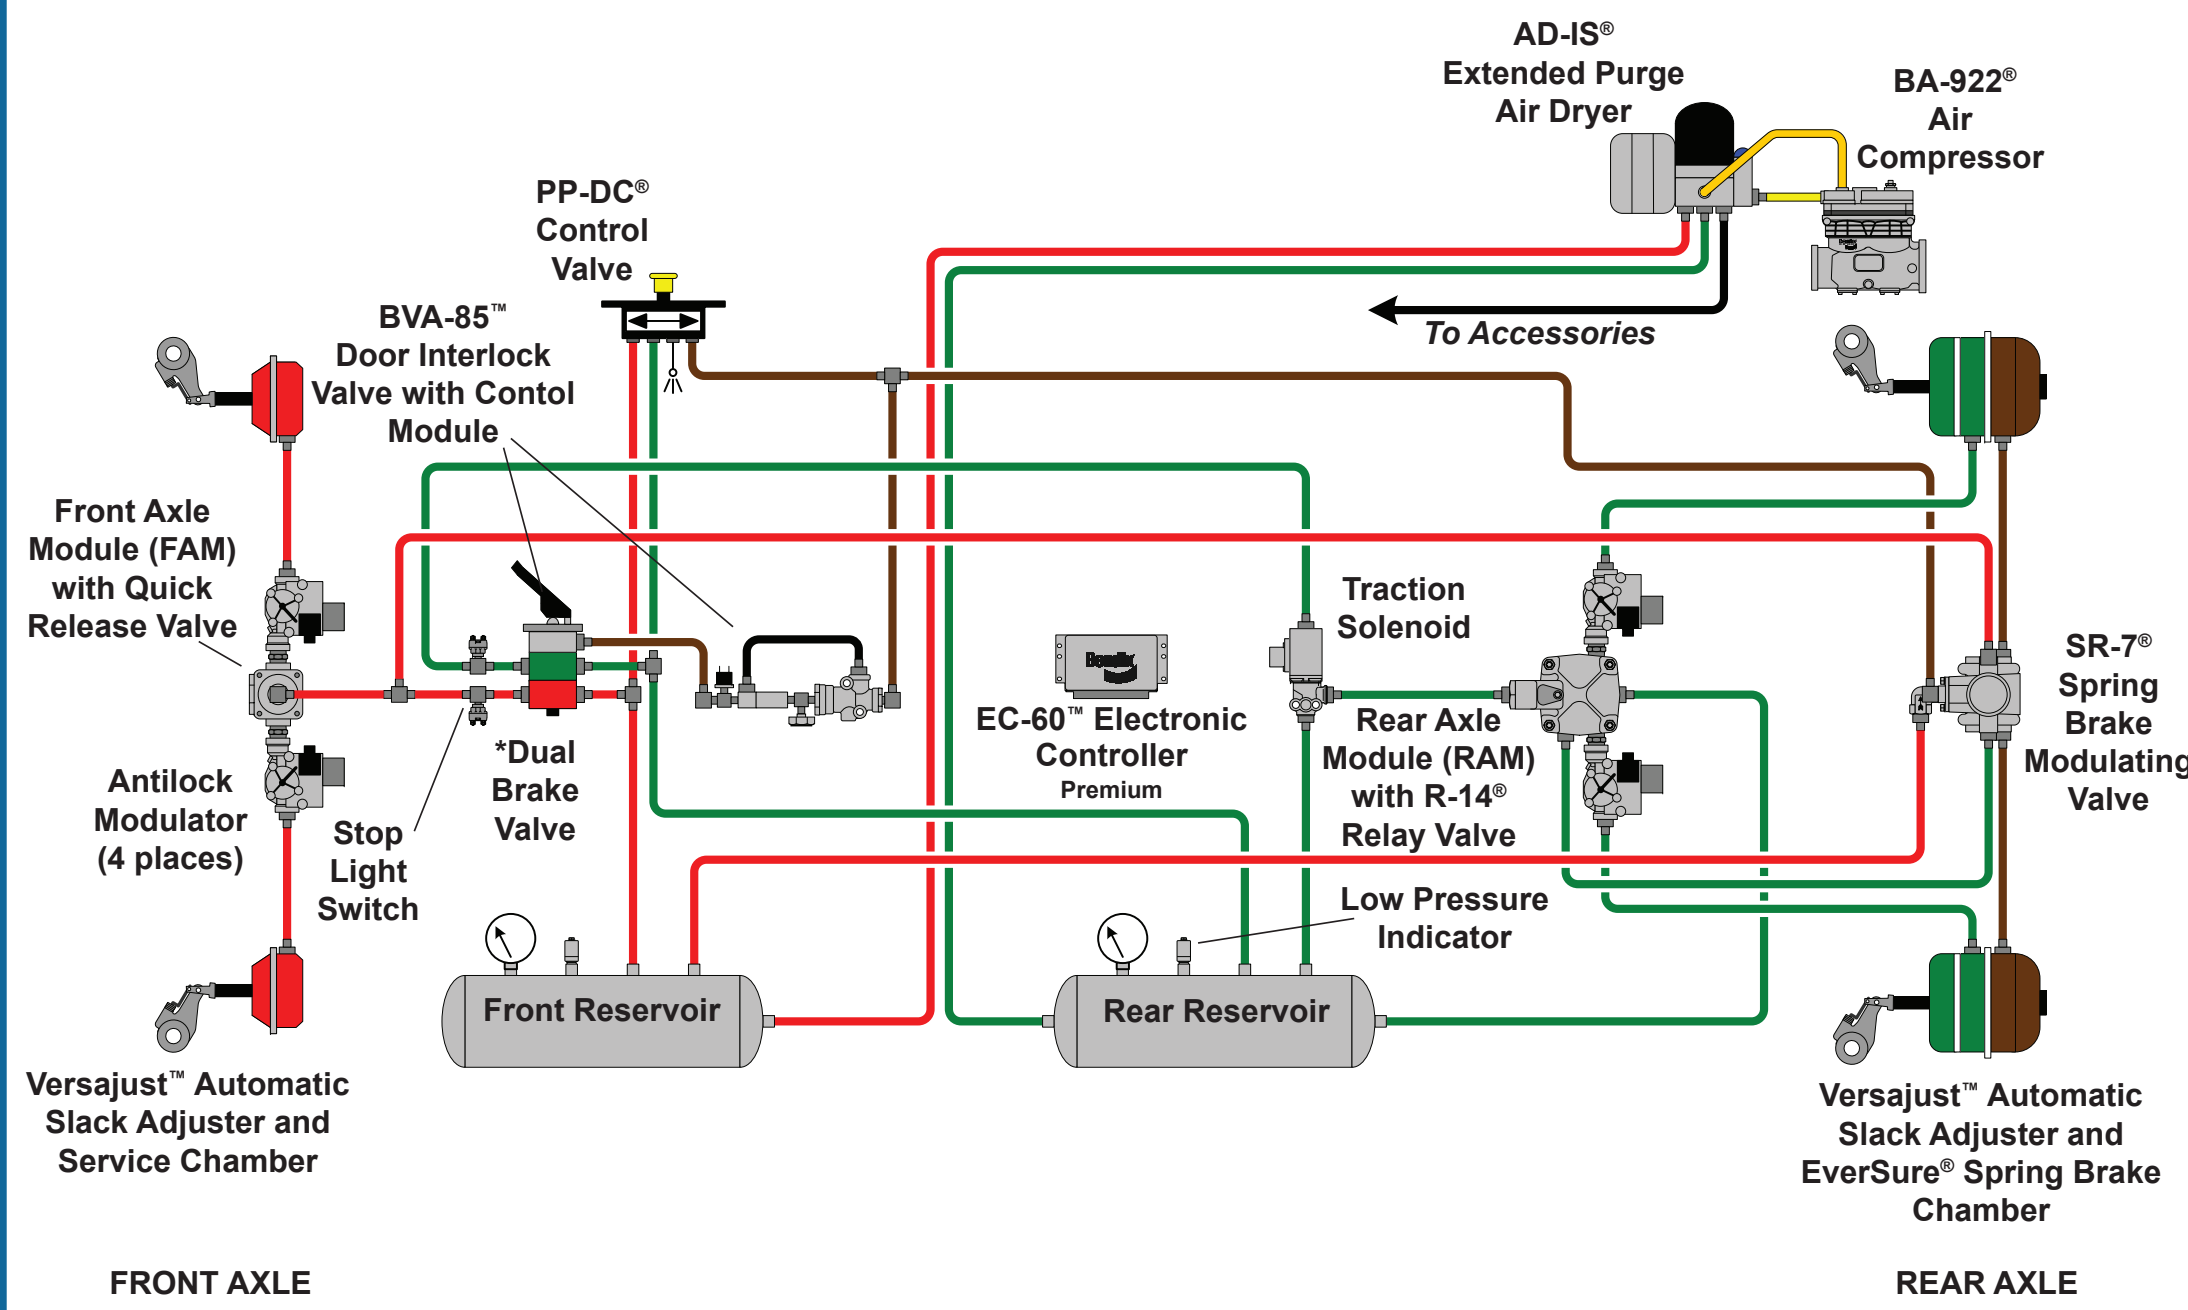 AD-IS®
Extended Purge
Air Dryer
BA-922®
Air
Compressor
PP-DC®
Control
Valve
BVA-85™
Door Interlock
Valve with Contol
Module
To Accessories
Front Axle
Module (FAM)
with Quick
Release Valve
Traction
Solenoid
Bendix
SR-7®
Spring
Brake
Modulating
Valve
EC-60™ Electronic
Controller
Premium
Rear Axle
Module (RAM)
with R-14®
Relay Valve
*Dual
Brake
Valve
Antilock
Modulator
(4 places)
Stop
Light
Switch
Low Pressure
Indicator
Front Reservoir
Rear Reservoir
Versajust™ Automatic
Slack Adjuster and
Service Chamber
Versajust™ Automatic
Slack Adjuster and
EverSure® Spring Brake
Chamber
FRONT AXLE
REAR AXLE